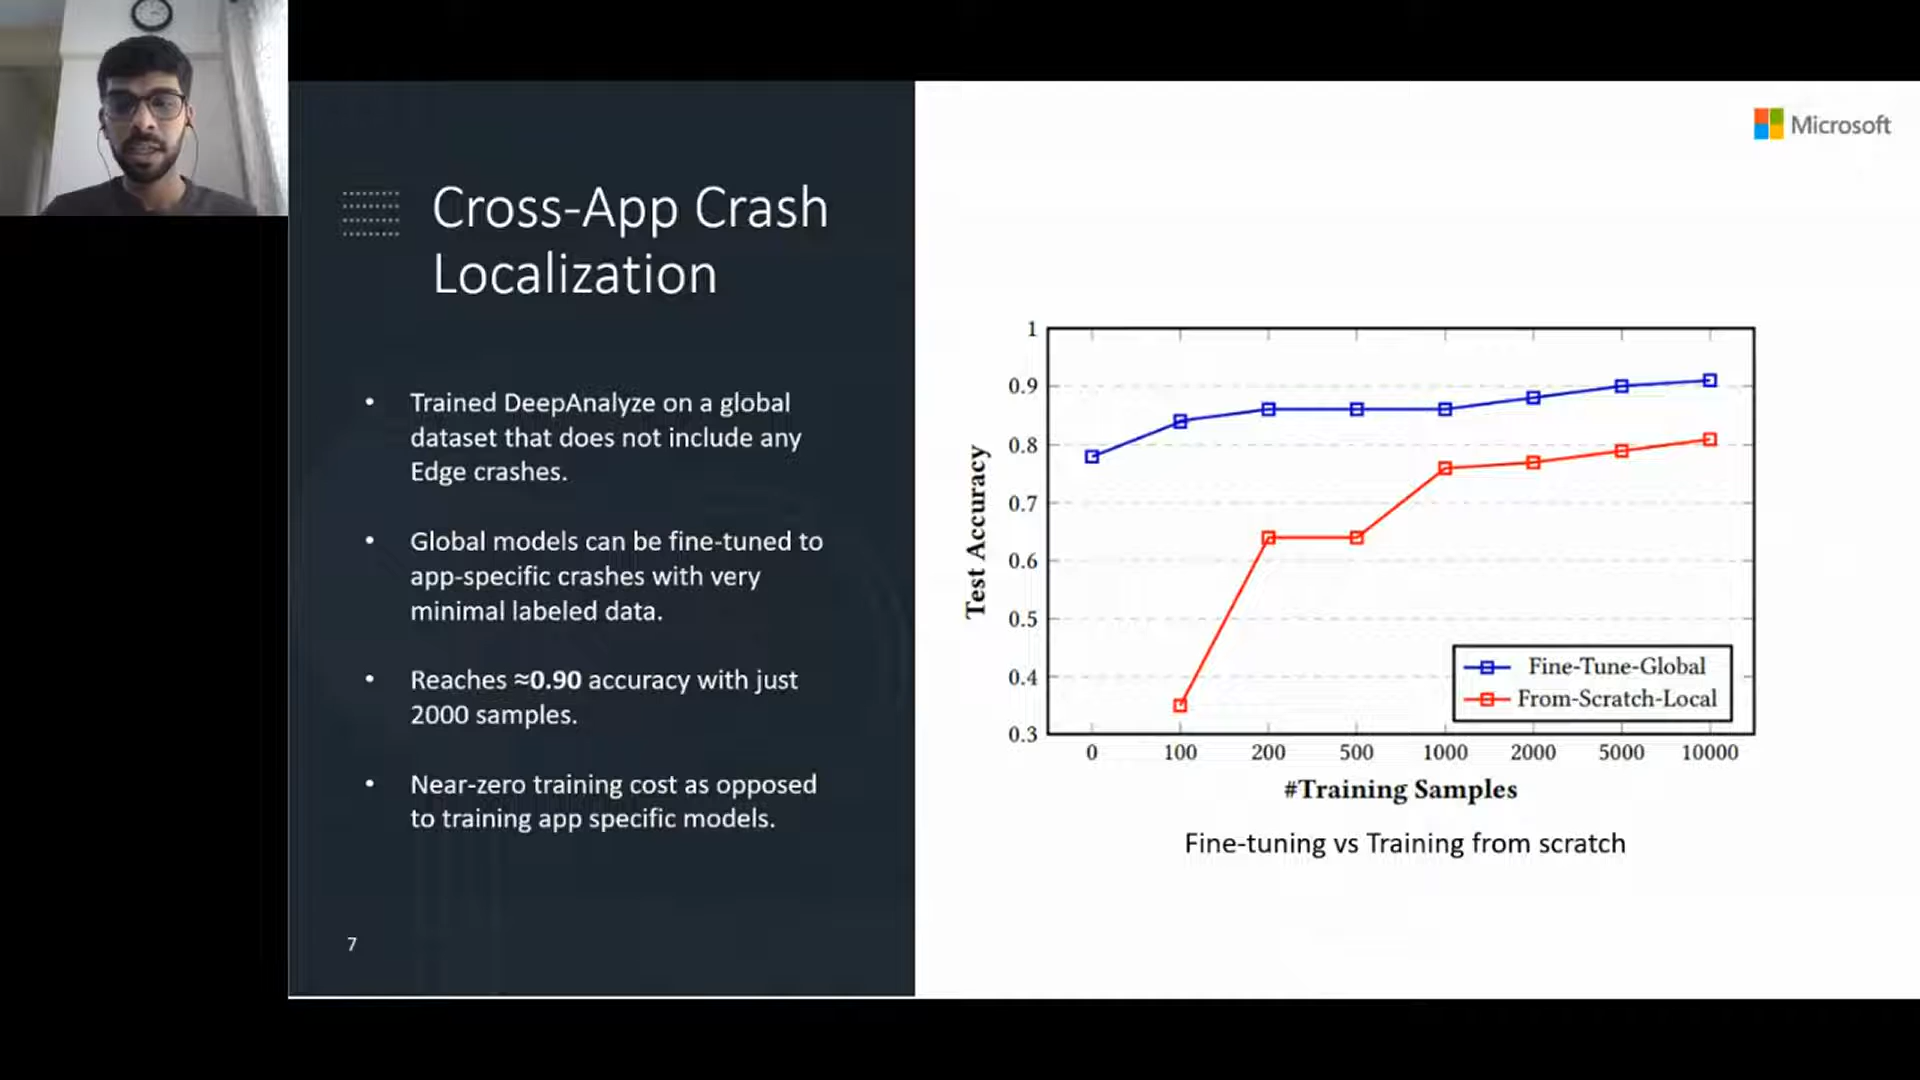 Microsoft
Cross-App Crash
Localization
• Trained DeepAnalyze on a global
dataset that does not include any
Edge crashes.
• Global models can be fine-tuned to
app-specific crashes with very
minimal labeled data.
• Reaches ≈0.90 accuracy with just
2000 samples.
• Near-zero training cost as opposed
to training app specific models.
7
1
0.9
0.8
0.7
0.6
0.5
0.4
0.3
Test Accuracy
Fine-Tune-Global
From-Scratch-Local
0 100 200 500 1000 2000 5000 10000
#Training Samples
Fine-tuning vs Training from scratch